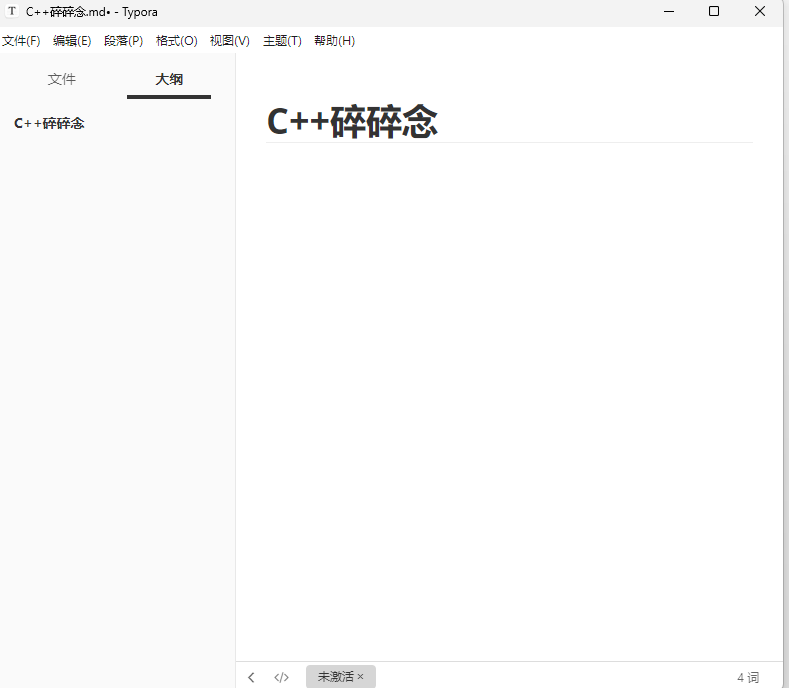 T C++碎碎念.md• - Typora
文件(F) 编辑(E) 段落(P) 格式(O) 视图(V) 主题(T) 帮助(H)
文件 大纲
C++碎碎念
C++碎碎念
</> 未激活 × 4 词